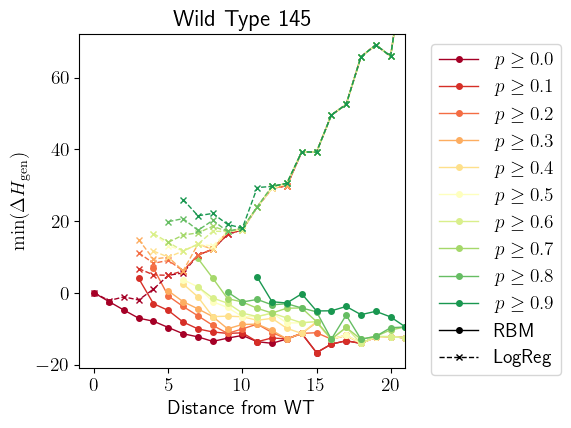 Wild Type 145
min(ΔH_gen)
60
40
20
0
−20
0
5
10
15
20
Distance from WT
p ≥ 0.0
p ≥ 0.1
p ≥ 0.2
p ≥ 0.3
p ≥ 0.4
p ≥ 0.5
p ≥ 0.6
p ≥ 0.7
p ≥ 0.8
p ≥ 0.9
RBM
LogReg